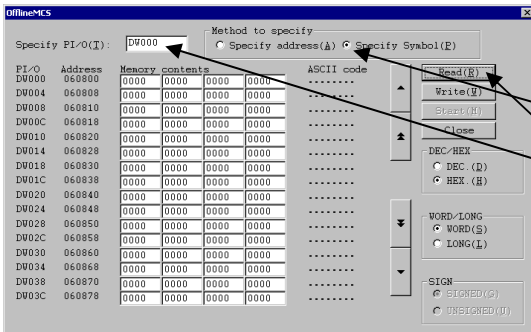 OfflineMCS
Specify PI/O(T): DW000
Method to specify
Specify address(A) Specify Symbol(P)
PI/O Address Memory contents ASCII code
DW000 060800 0000 0000 0000 0000 ........
DW004 060808 0000 0000 0000 0000 ........
DW008 060810 0000 0000 0000 0000 ........
DW00C 060818 0000 0000 0000 0000 ........
DW010 060820 0000 0000 0000 0000 ........
DW014 060828 0000 0000 0000 0000 ........
DW018 060830 0000 0000 0000 0000 ........
DW01C 060838 0000 0000 0000 0000 ........
DW020 060840 0000 0000 0000 0000 ........
DW024 060848 0000 0000 0000 0000 ........
DW028 060850 0000 0000 0000 0000 ........
DW02C 060858 0000 0000 0000 0000 ........
DW030 060860 0000 0000 0000 0000 ........
DW034 060868 0000 0000 0000 0000 ........
DW038 060870 0000 0000 0000 0000 ........
DW03C 060878 0000 0000 0000 0000 ........
Read(R)
Write(W)
Start(M)
Close
DEC/HEX
DEC.(D)
HEX.(H)
WORD/LONG
WORD(S)
LONG(L)
SIGN
SIGNED(G)
UNSIGNED(U)